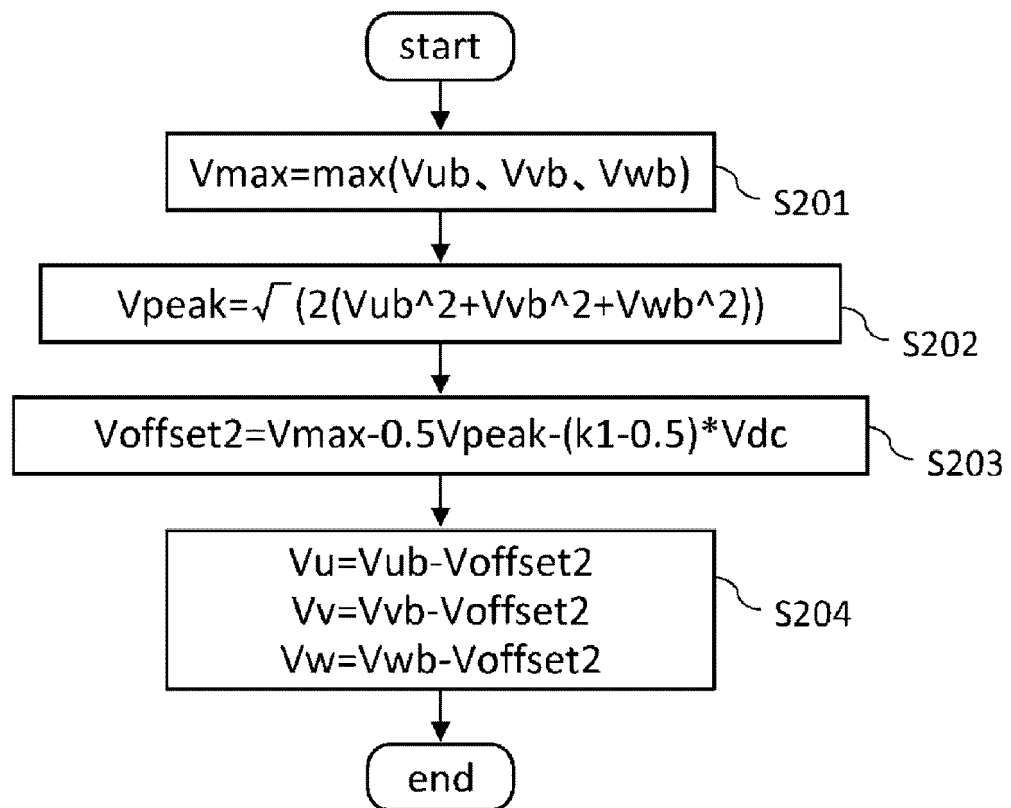 start
Vmax=max(Vub、Vvb、Vwb)
S201
Vpeak=√(2(Vub^2+Vvb^2+Vwb^2))
S202
Voffset2=Vmax-0.5Vpeak-(k1-0.5)*Vdc
S203
Vu=Vub-Voffset2
Vv=Vvb-Voffset2
Vw=Vwb-Voffset2
S204
end